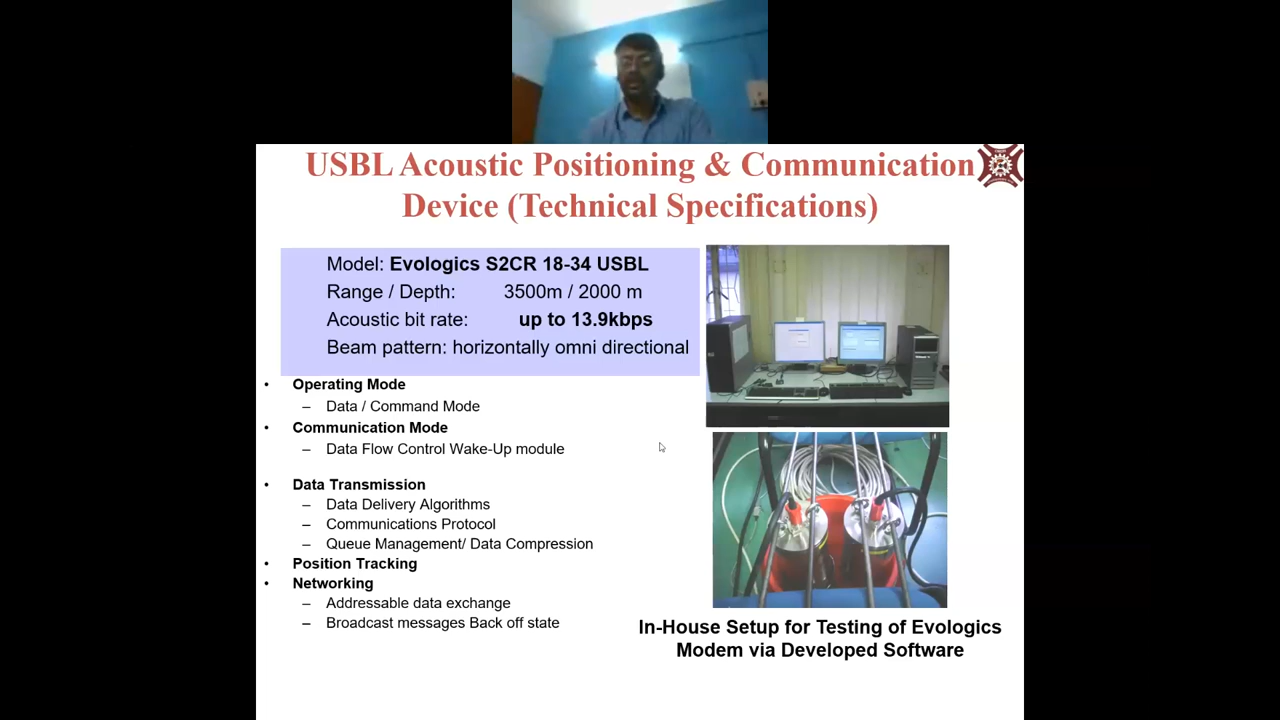 USBL Acoustic Positioning & Communication
Device (Technical Specifications)
Model: Evologics S2CR 18-34 USBL
Range / Depth: 3500m / 2000 m
Acoustic bit rate: up to 13.9kbps
Beam pattern: horizontally omni directional
• Operating Mode
– Data / Command Mode
• Communication Mode
– Data Flow Control Wake-Up module
• Data Transmission
– Data Delivery Algorithms
– Communications Protocol
– Queue Management/ Data Compression
• Position Tracking
• Networking
– Addressable data exchange
– Broadcast messages Back off state
In-House Setup for Testing of Evologics
Modem via Developed Software